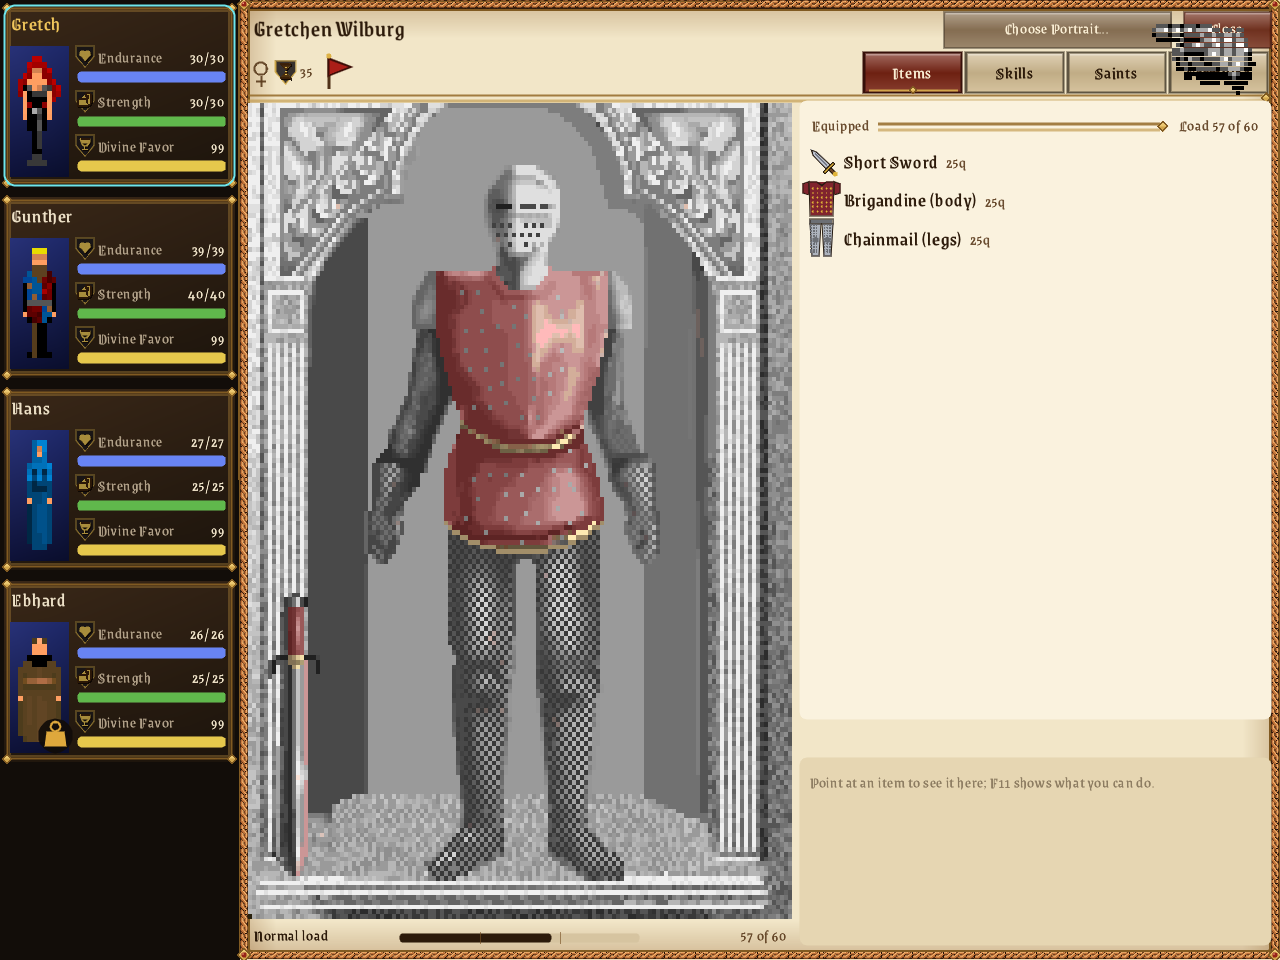 Gretch
Endurance 30/30
Strength 30/30
Divine Favor 99
Gunther
Endurance 39/39
Strength 40/40
Divine Favor 99
Hans
Endurance 27/27
Strength 25/25
Divine Favor 99
Ebhard
Endurance 26/26
Strength 25/25
Divine Favor 99
Gretchen Wilburg
Choose Portrait...
35
Items Skills Saints
Equipped Load 57 of 60
Short Sword 25q
Brigandine (body) 25q
Chainmail (legs) 25q
Point at an item to see it here; F11 shows what you can do.
Normal load 57 of 60